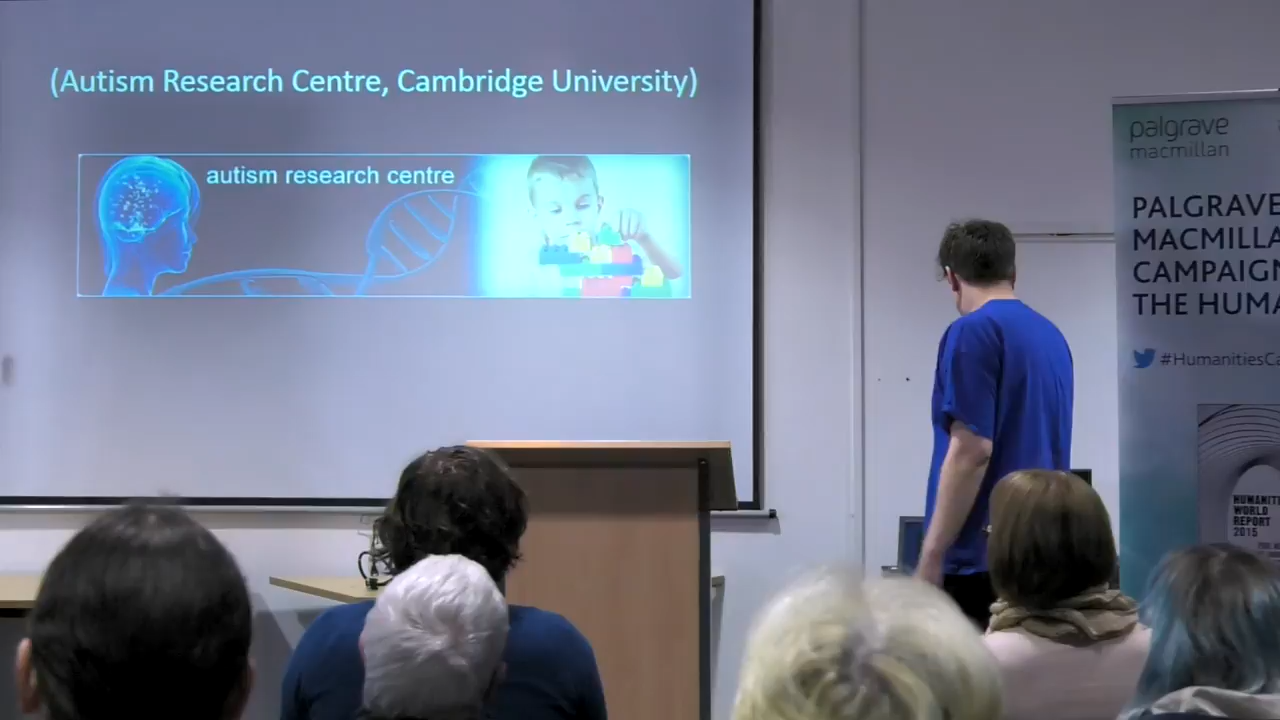 (Autism Research Centre, Cambridge University)
autism research centre
palgrave
macmillan
PALGRAVE
MACMILLA
CAMPAIGN
THE HUMA
#HumanitiesCa
HUMANIT
WORLD
REPORT
2015